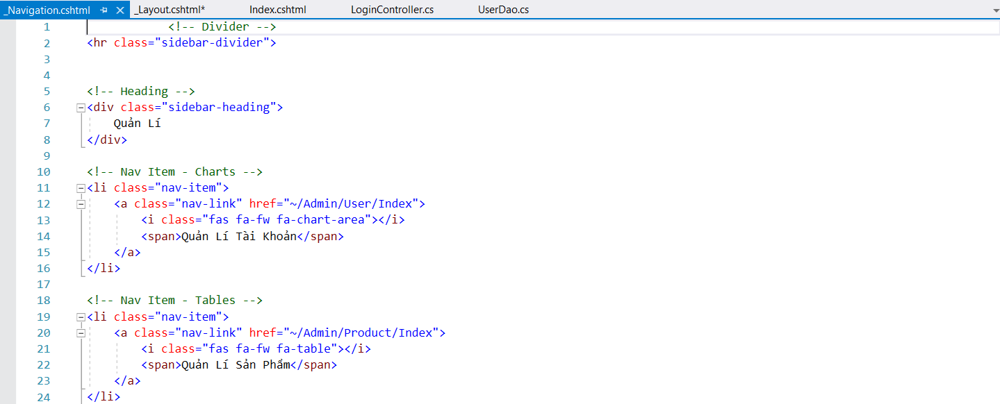 _Navigation.cshtml _Layout.cshtml* Index.cshtml LoginController.cs UserDao.cs
1 <!-- Divider -->
2 <hr class="sidebar-divider">
3
4
5 <!-- Heading -->
6 <div class="sidebar-heading">
7 Quản Lí
8 </div>
9
10 <!-- Nav Item - Charts -->
11 <li class="nav-item">
12 <a class="nav-link" href="~/Admin/User/Index">
13 <i class="fas fa-fw fa-chart-area"></i>
14 <span>Quản Lí Tài Khoản</span>
15 </a>
16 </li>
17
18 <!-- Nav Item - Tables -->
19 <li class="nav-item">
20 <a class="nav-link" href="~/Admin/Product/Index">
21 <i class="fas fa-fw fa-table"></i>
22 <span>Quản Lí Sản Phẩm</span>
23 </a>
24 </li>